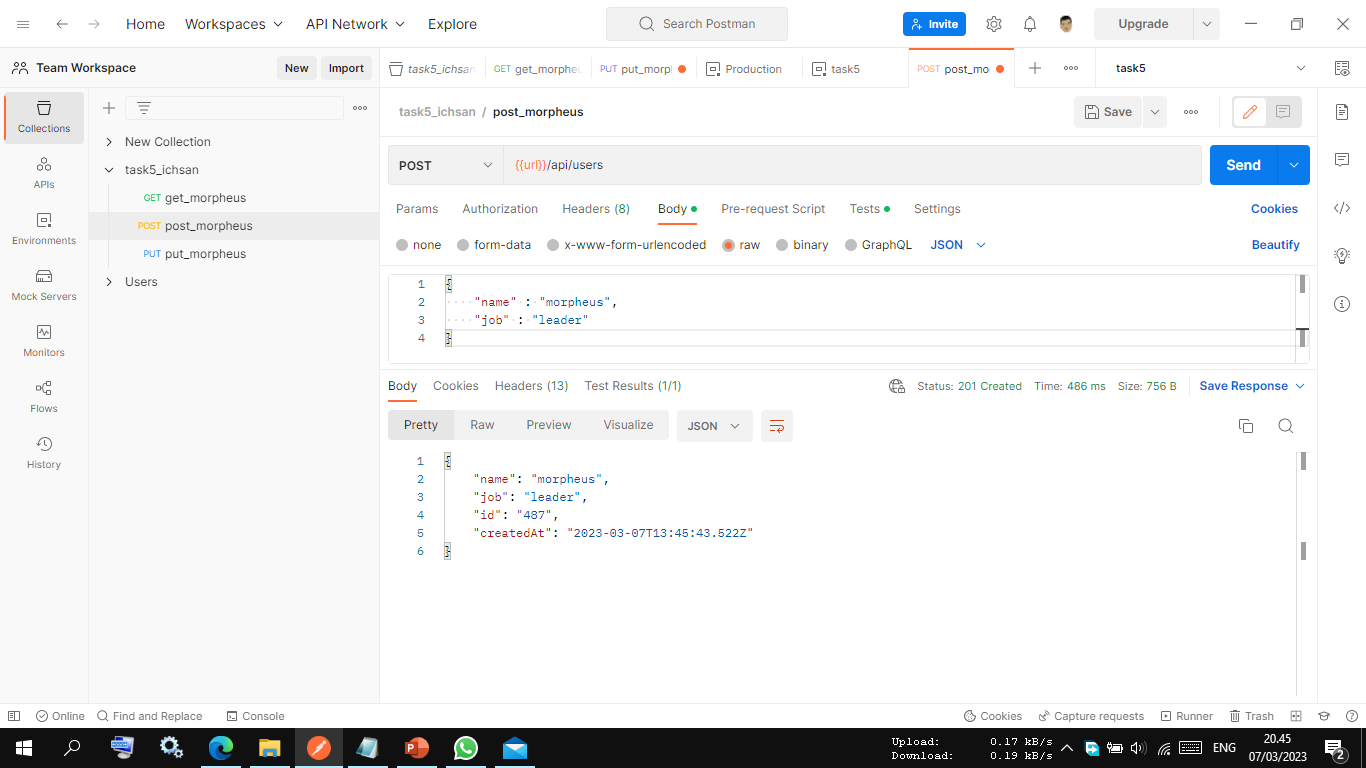 Home Workspaces API Network Explore Search Postman Invite Upgrade
Team Workspace New Import task5_ichsan GET get_morpheu PUT put_morpl Production task5 POST post_mo task5
Collections
APIs
Environments
Mock Servers
Monitors
Flows
History
New Collection
task5_ichsan
GET get_morpheus
POST post_morpheus
PUT put_morpheus
Users
task5_ichsan / post_morpheus Save
POST {{url}}/api/users Send
Params Authorization Headers (8) Body Pre-request Script Tests Settings Cookies
none form-data x-www-form-urlencoded raw binary GraphQL JSON Beautify
1 {
2 "name" : "morpheus",
3 "job" : "leader"
4 }
Body Cookies Headers (13) Test Results (1/1) Status: 201 Created Time: 486 ms Size: 756 B Save Response
Pretty Raw Preview Visualize JSON
1 {
2 "name": "morpheus",
3 "job": "leader",
4 "id": "487",
5 "createdAt": "2023-03-07T13:45:43.522Z"
6 }
Online Find and Replace Console Cookies Capture requests Runner Trash
Upload: 0.17 kB/s
Download: 0.19 kB/s
ENG
20.45
07/03/2023
2